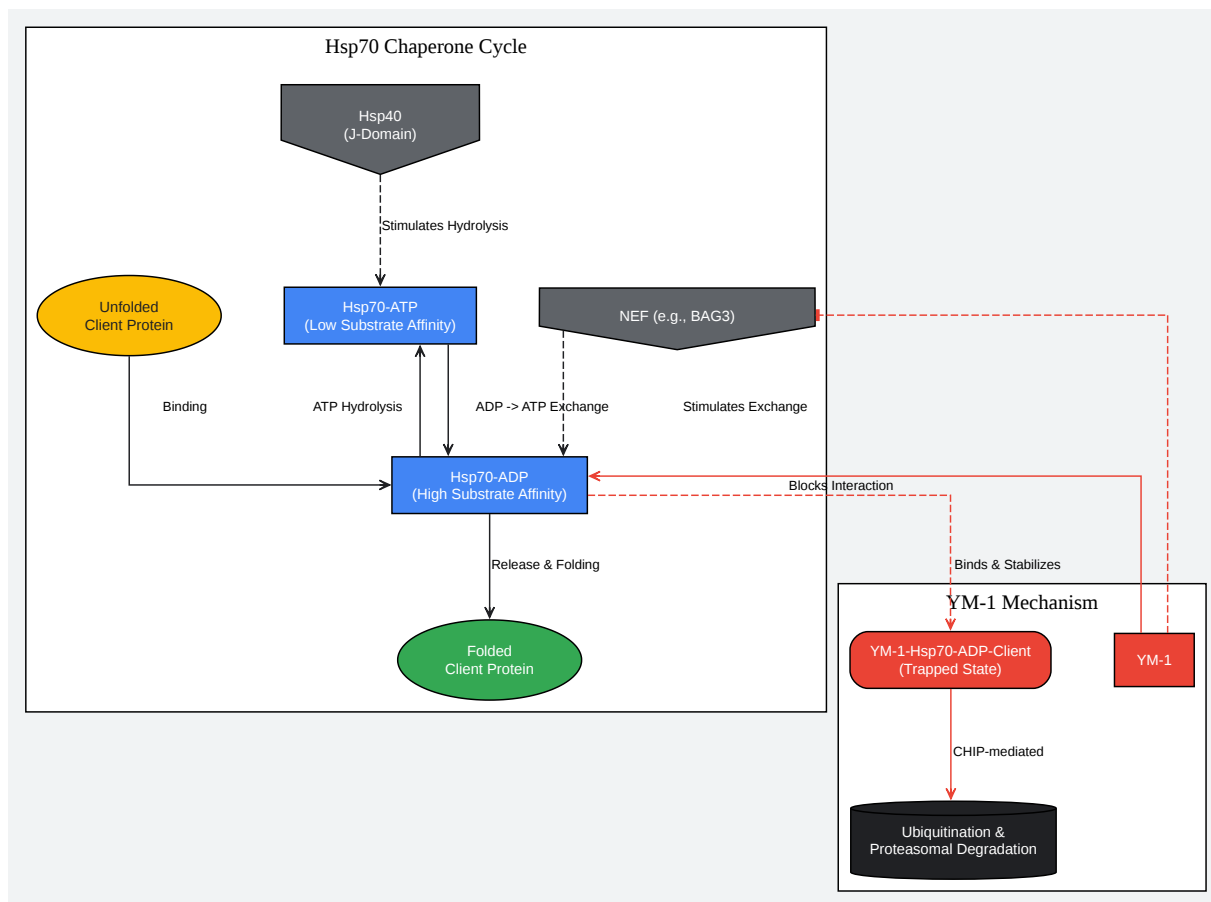 Hsp70 Chaperone Cycle
Hsp40
(J-Domain)
Stimulates Hydrolysis
Unfolded
Client Protein
Hsp70-ATP
(Low Substrate Affinity)
NEF (e.g., BAG3)
Binding
ATP Hydrolysis
ADP -> ATP Exchange
Stimulates Exchange
Hsp70-ADP
(High Substrate Affinity)
Blocks Interaction
Release & Folding
Binds & Stabilizes
YM-1 Mechanism
Folded
Client Protein
YM-1-Hsp70-ADP-Client
(Trapped State)
YM-1
CHIP-mediated
Ubiquitination &
Proteasomal Degradation